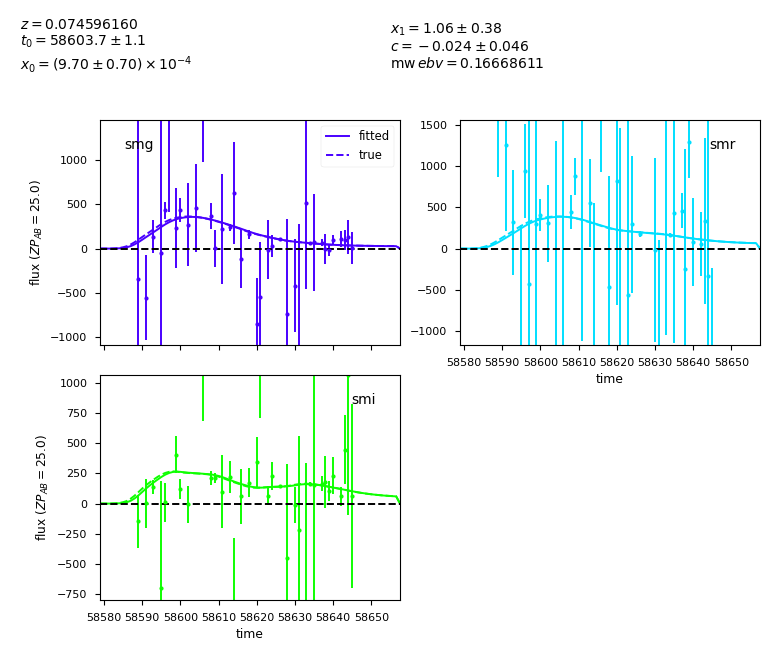 z = 0.074596160
t₀ = 58603.7 ± 1.1
x₀ = (9.70 ± 0.70) × 10⁻⁴
x₁ = 1.06 ± 0.38
c = −0.024 ± 0.046
mw ebv = 0.16668611
smg
fitted
true
1000
500
0
−500
−1000
flux (ZP_AB = 25.0)
smr
1500
1000
500
0
−500
−1000
58580 58590 58600 58610 58620 58630 58640 58650
time
smi
1000
750
500
250
0
−250
−500
−750
flux (ZP_AB = 25.0)
58580 58590 58600 58610 58620 58630 58640 58650
time